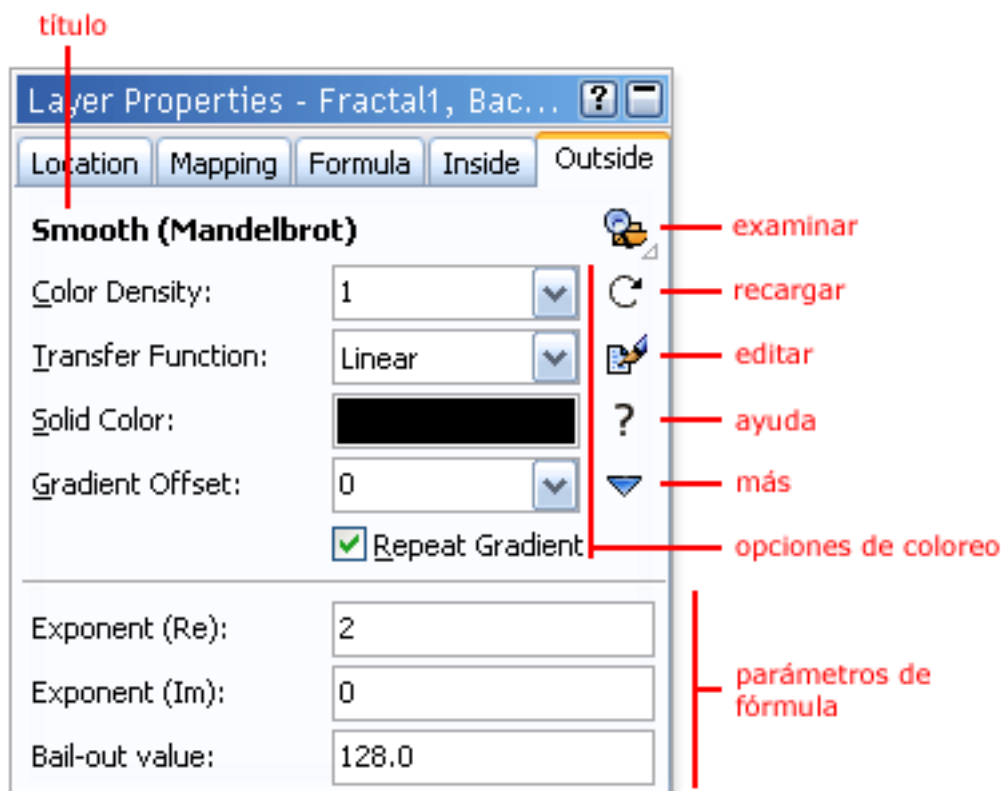 título
Layer Properties - Fractal1, Bac... ?
Location Mapping Formula Inside Outside
Smooth (Mandelbrot)
examinar
Color Density: 1
recargar
Transfer Function: Linear
editar
Solid Color: ?
ayuda
Gradient Offset: 0
más
Repeat Gradient
opciones de coloreo
Exponent (Re): 2
Exponent (Im): 0
parámetros de
fórmula
Bail-out value: 128.0